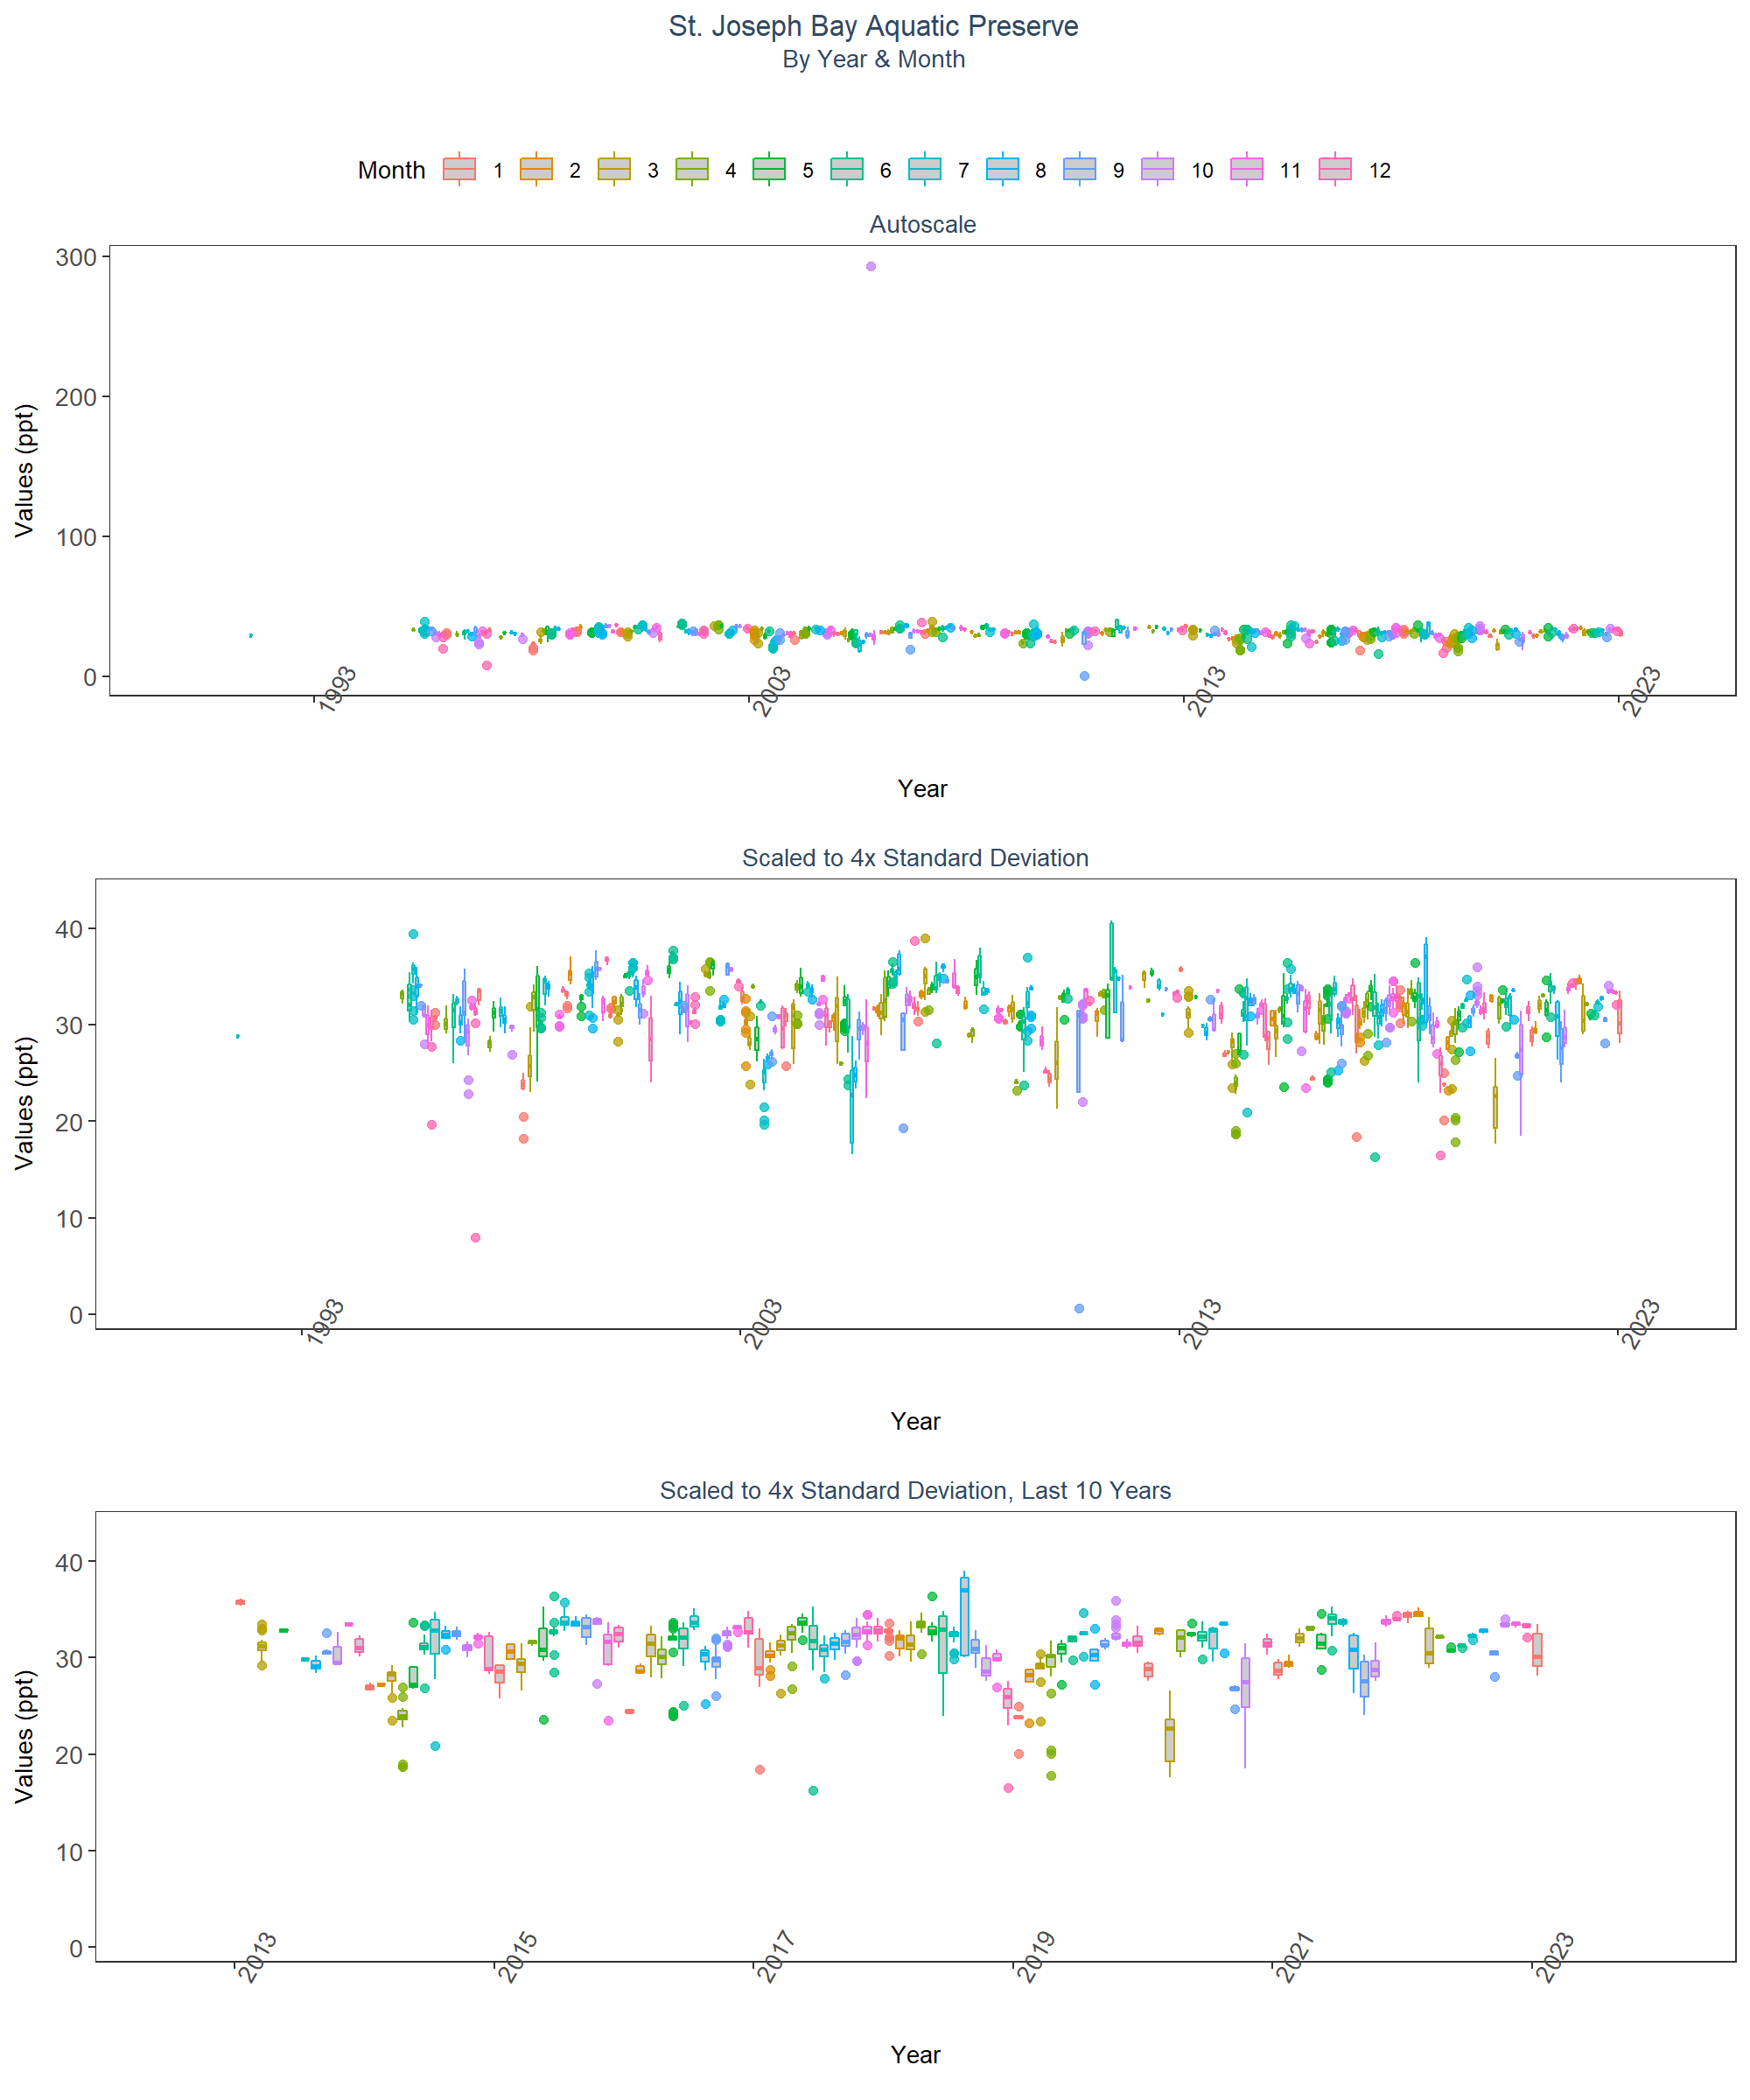 St. Joseph Bay Aquatic Preserve
By Year & Month
Month 1 2 3 4 5 6 7 8 9 10 11 12
Autoscale
300
200
100
0
Values (ppt)
1993 2003 2013 2023
Year
Scaled to 4x Standard Deviation
40
30
20
10
0
Values (ppt)
1993 2003 2013 2023
Year
Scaled to 4x Standard Deviation, Last 10 Years
40
30
20
10
0
Values (ppt)
2013 2015 2017 2019 2021 2023
Year